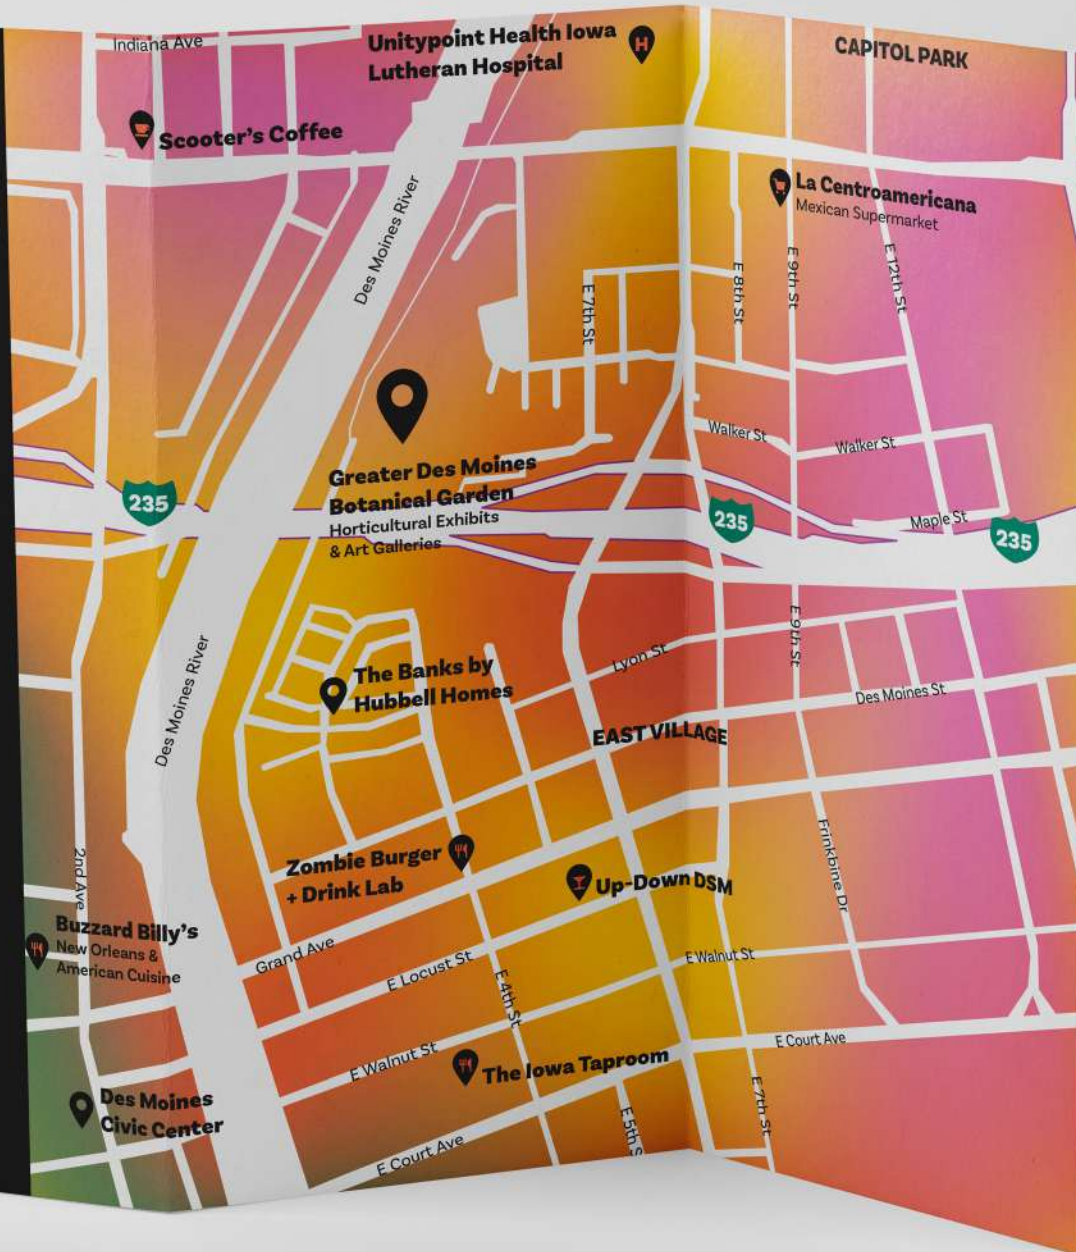 Indiana Ave
Unitypoint Health Iowa
Lutheran Hospital
H
CAPITOL PARK
Scooter's Coffee
La Centroamericana
Mexican Supermarket
Des Moines River
E 7th St
E 8th St
E 9th St
E 12th St
Walker St
Walker St
Greater Des Moines
Botanical Garden
Horticultural Exhibits
& Art Galleries
235
235
Maple St
235
E 9th St
Lyon St
Des Moines St
Des Moines River
The Banks by
Hubbell Homes
EAST VILLAGE
2nd Ave
Zombie Burger
+ Drink Lab
Up-Down DSM
Frinkbine Dr
Buzzard Billy's
New Orleans &
American Cuisine
Grand Ave
E Locust St
E 4th St
E Walnut St
E Walnut St
The Iowa Taproom
E Court Ave
Des Moines
Civic Center
E Court Ave
E 5th S
E 7th St